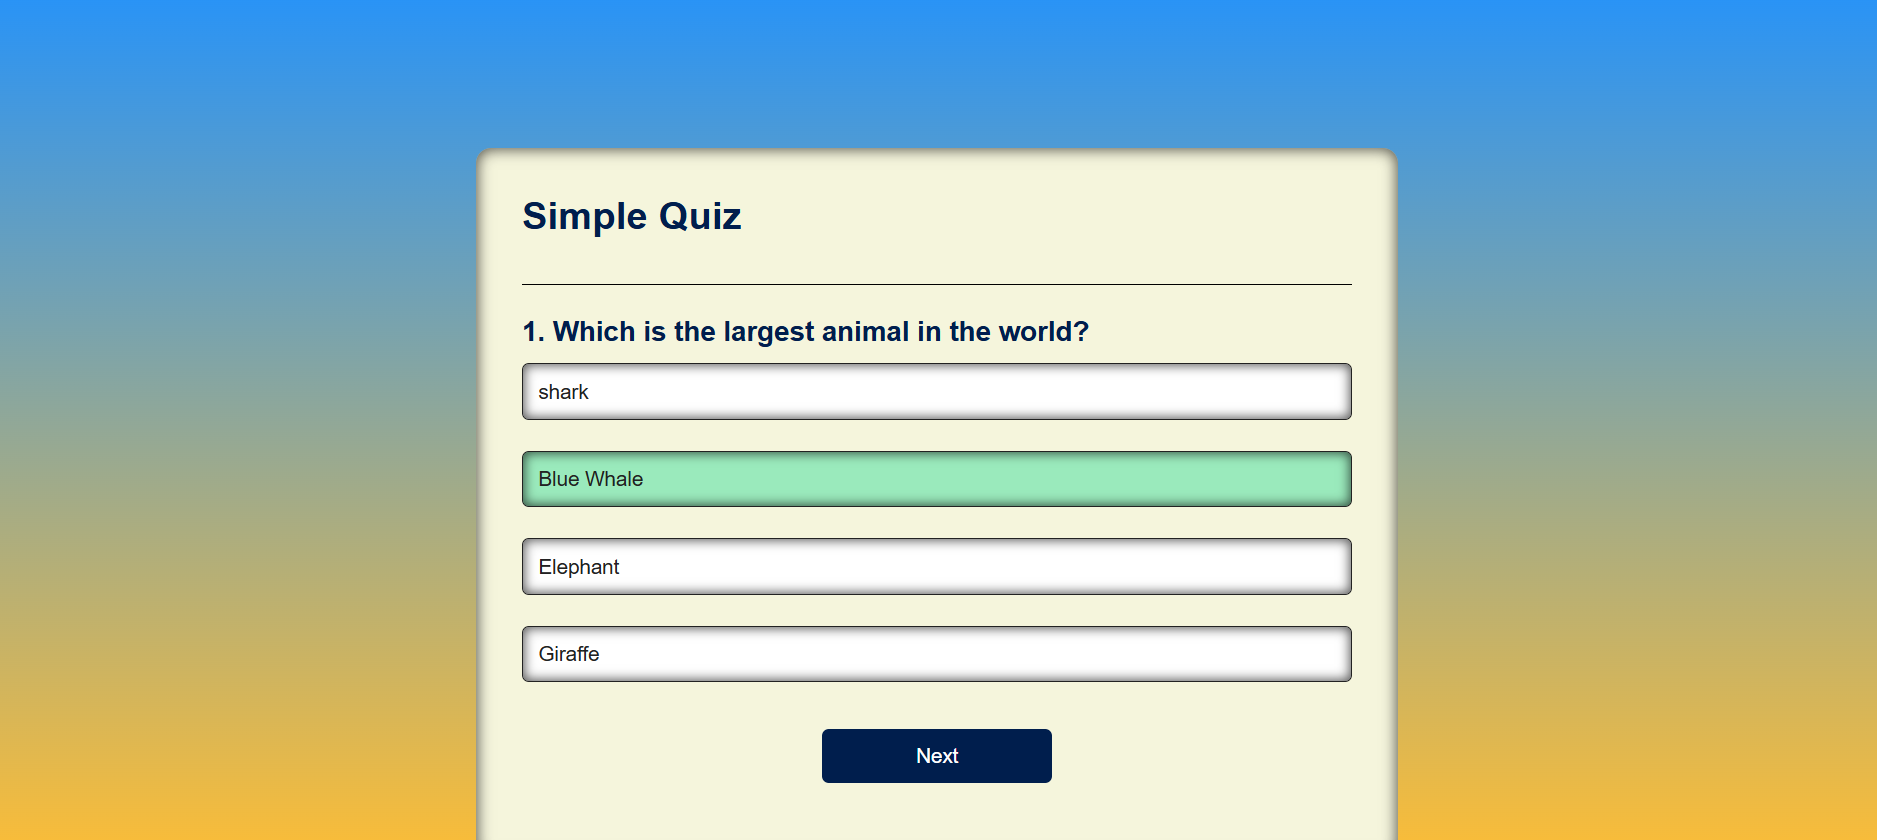 Simple Quiz
1. Which is the largest animal in the world?
shark
Blue Whale
Elephant
Giraffe
Next